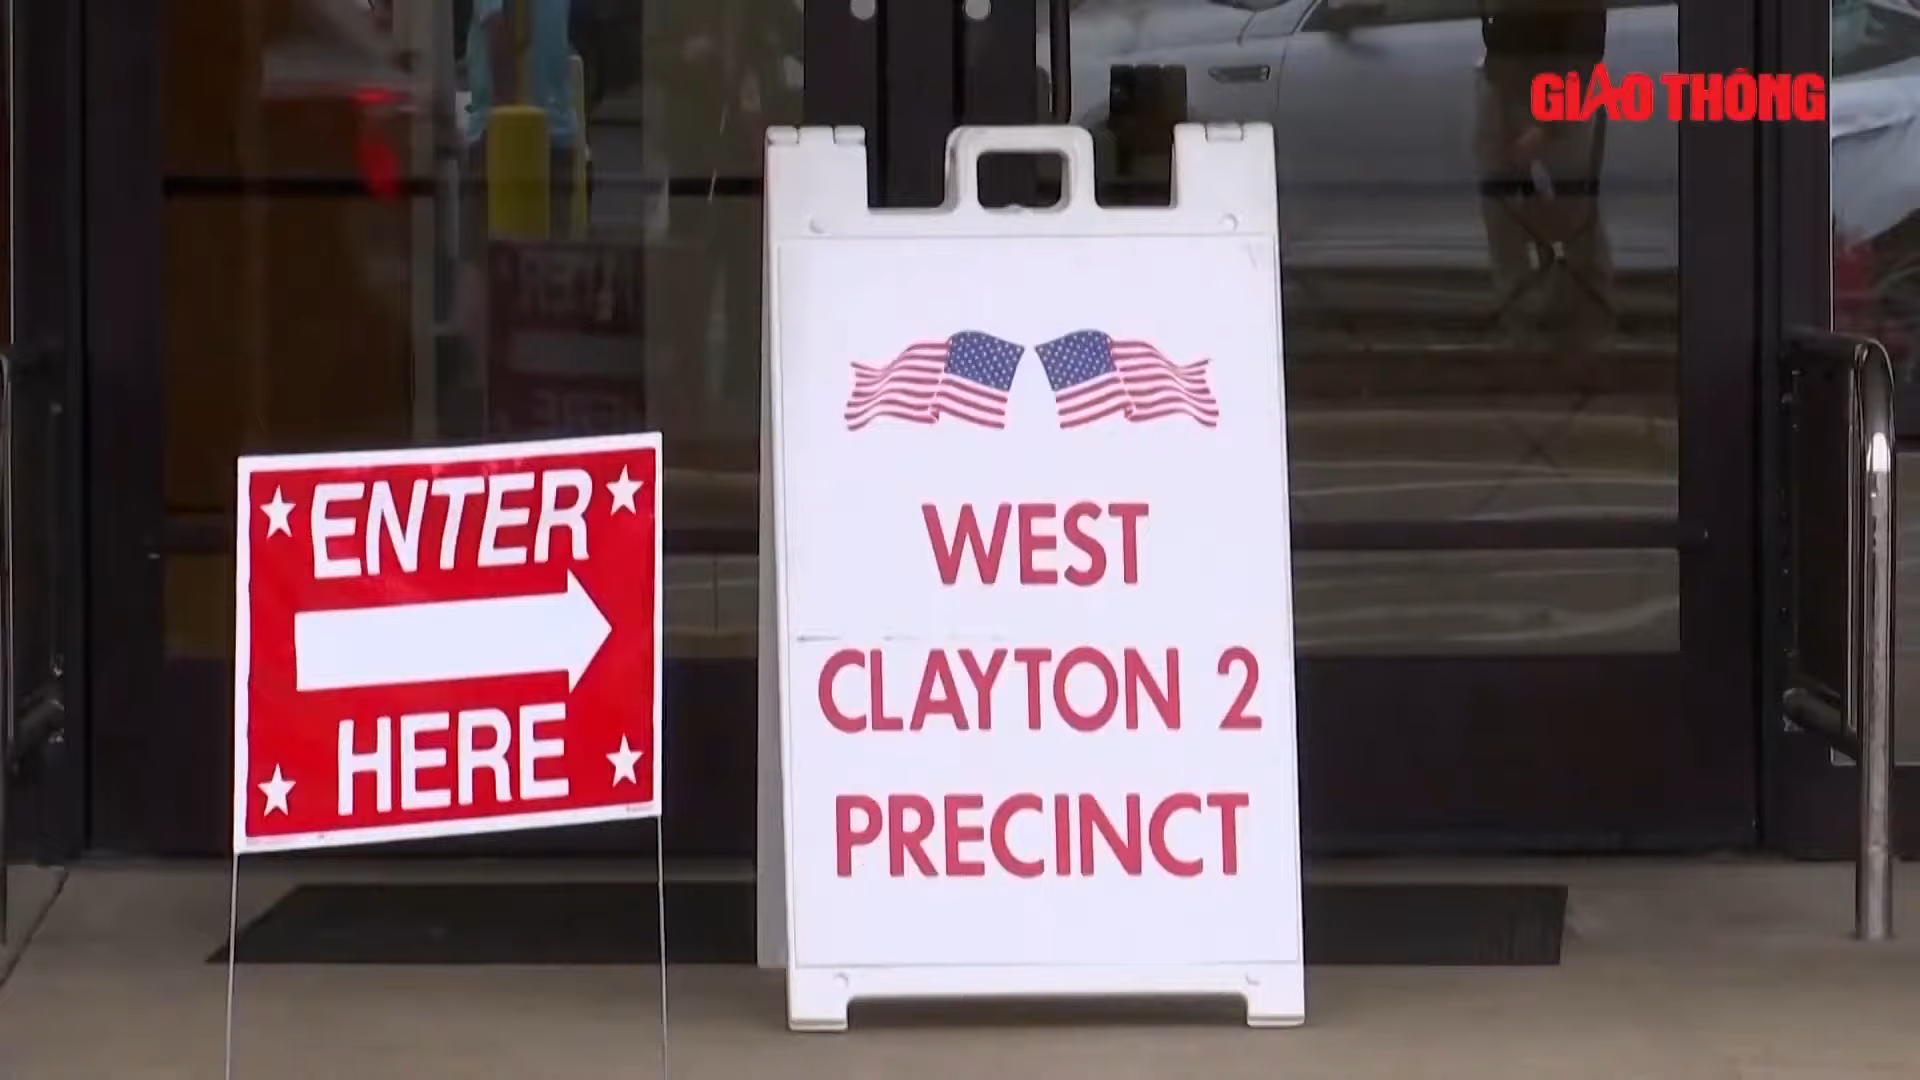 GIAO THÔNG
ENTER
HERE
WEST
CLAYTON 2
PRECINCT